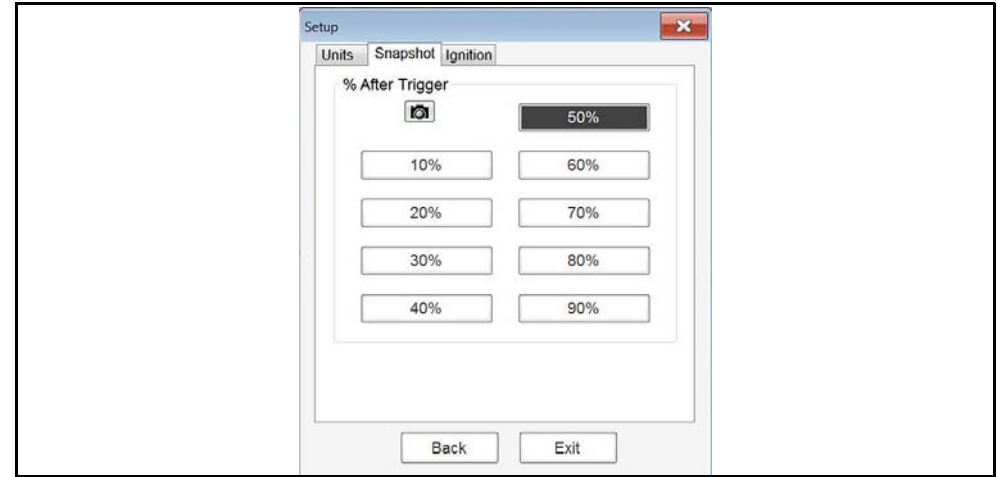 Setup
Units Snapshot Ignition
% After Trigger
50%
10% 60%
20% 70%
30% 80%
40% 90%
Back Exit